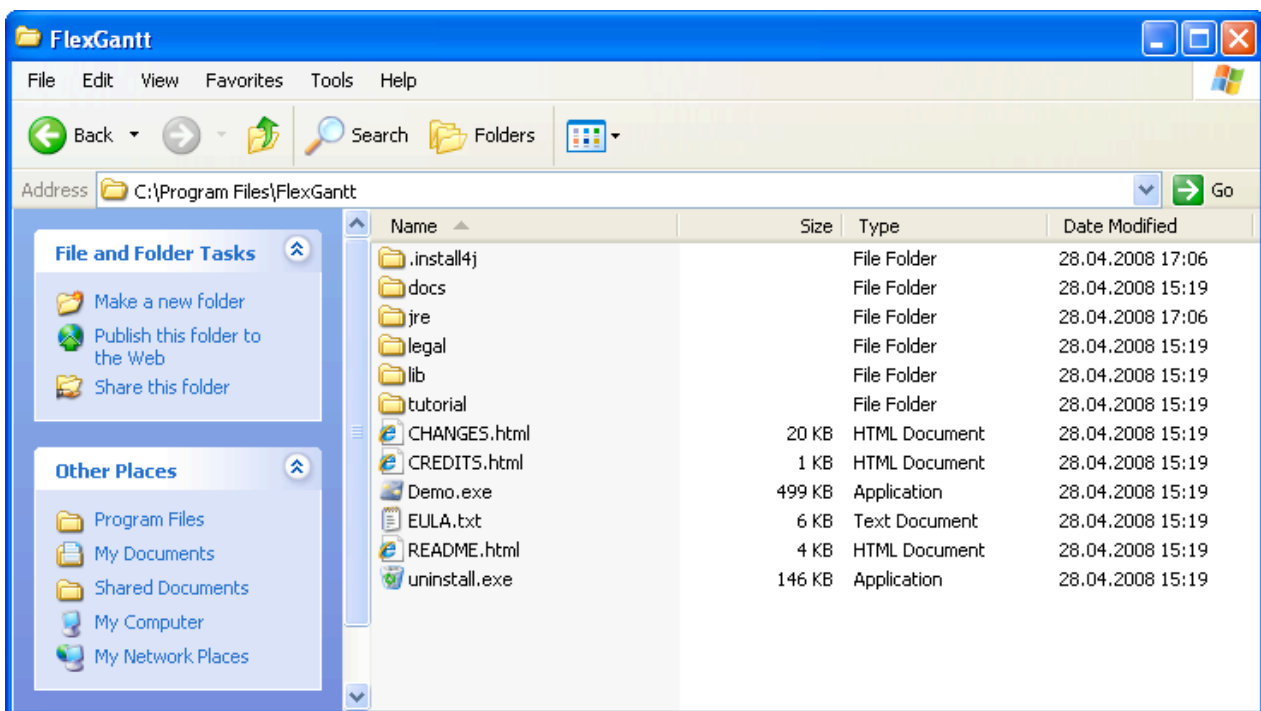 FlexGantt
File Edit View Favorites Tools Help
Back Search Folders
Address C:\Program Files\FlexGantt Go
File and Folder Tasks
Make a new folder
Publish this folder to
the Web
Share this folder
Other Places
Program Files
My Documents
Shared Documents
My Computer
My Network Places
Name Size Type Date Modified
.install4j File Folder 28.04.2008 17:06
docs File Folder 28.04.2008 15:19
jre File Folder 28.04.2008 17:06
legal File Folder 28.04.2008 15:19
lib File Folder 28.04.2008 15:19
tutorial File Folder 28.04.2008 15:19
CHANGES.html 20 KB HTML Document 28.04.2008 15:19
CREDITS.html 1 KB HTML Document 28.04.2008 15:19
Demo.exe 499 KB Application 28.04.2008 15:19
EULA.txt 6 KB Text Document 28.04.2008 15:19
README.html 4 KB HTML Document 28.04.2008 15:19
uninstall.exe 146 KB Application 28.04.2008 15:19